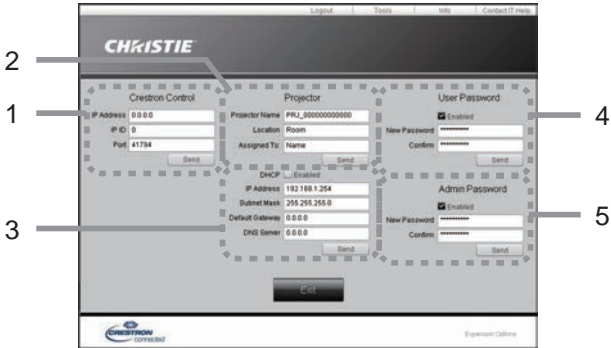 Logout Tools Info Contact IT Help
CHRISTIE
2
1
Crestron Control
IP Address 0.0.0.0
IP ID 0
Port 41794
Send
Projector
Projector Name PRJ_000000000000
Location Room
Assigned To: Name
Send
3
DHCP Enabled
IP Address 192.168.1.254
Subnet Mask 255.255.255.0
Default Gateway 0.0.0.0
DNS Server 0.0.0.0
Send
User Password
Enabled
New Password ***********
Confirm ***********
Send
4
Admin Password
Enabled
New Password ***********
Confirm ***********
Send
5
Exit
CRESTRON
connected
Expansion Options